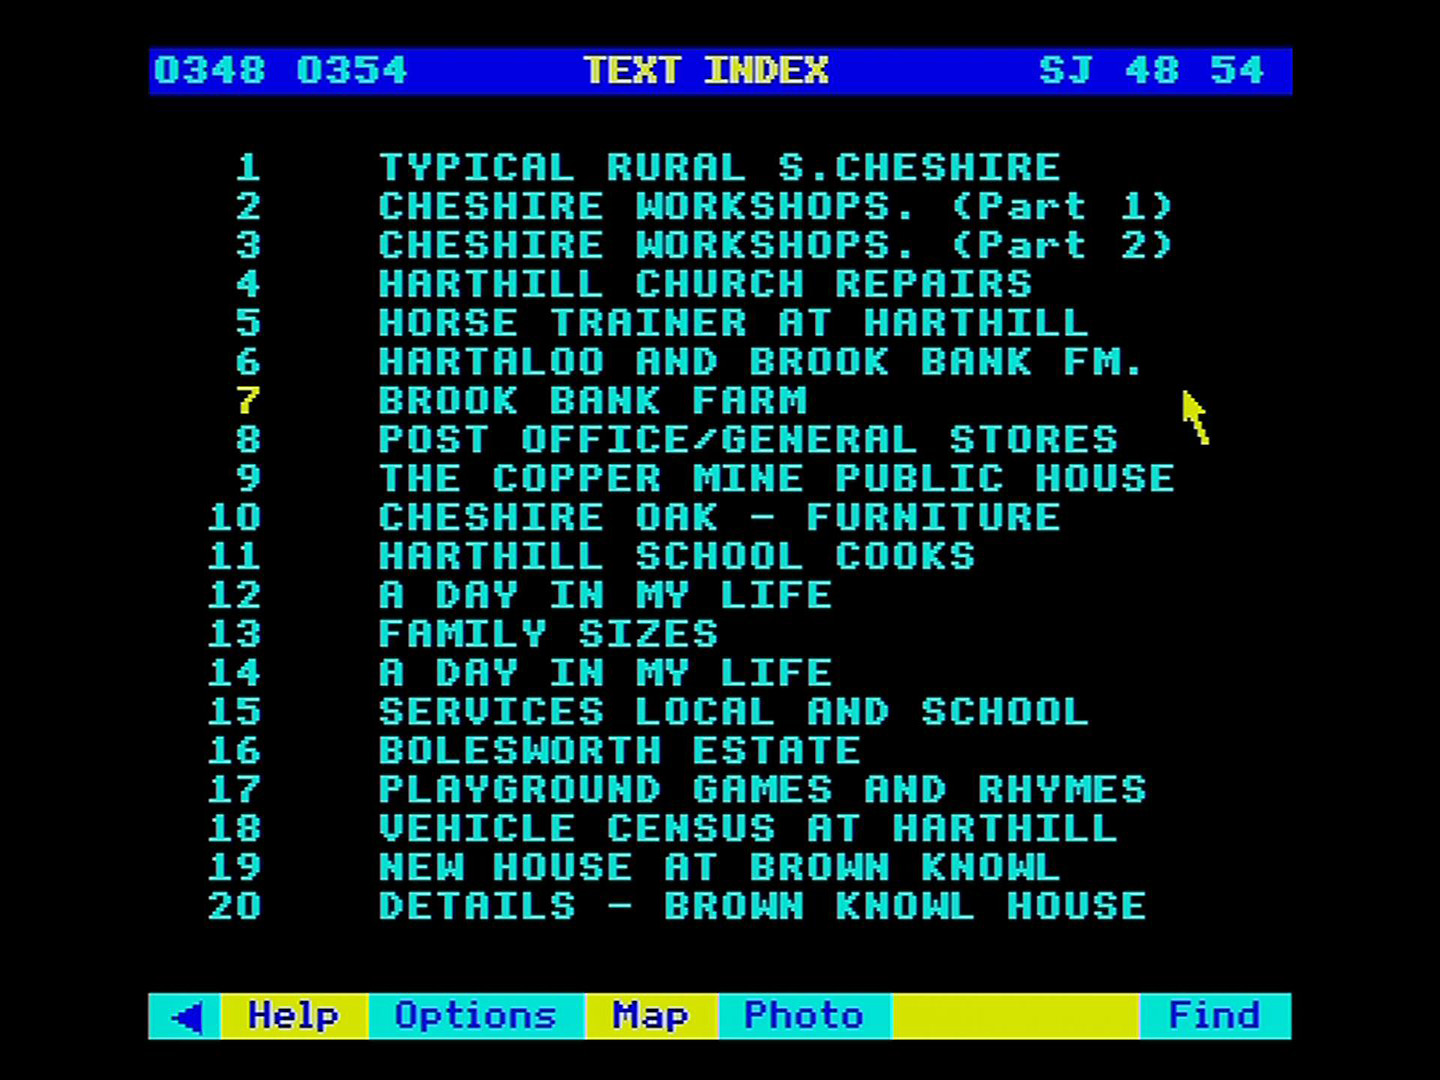 0348 0354 TEXT INDEX SJ 48 54
1 TYPICAL RURAL S.CHESHIRE
2 CHESHIRE WORKSHOPS. (Part 1)
3 CHESHIRE WORKSHOPS. (Part 2)
4 HARTHILL CHURCH REPAIRS
5 HORSE TRAINER AT HARTHILL
6 HARTALOO AND BROOK BANK FM.
7 BROOK BANK FARM
8 POST OFFICE/GENERAL STORES
9 THE COPPER MINE PUBLIC HOUSE
10 CHESHIRE OAK - FURNITURE
11 HARTHILL SCHOOL COOKS
12 A DAY IN MY LIFE
13 FAMILY SIZES
14 A DAY IN MY LIFE
15 SERVICES LOCAL AND SCHOOL
16 BOLESWORTH ESTATE
17 PLAYGROUND GAMES AND RHYMES
18 VEHICLE CENSUS AT HARTHILL
19 NEW HOUSE AT BROWN KNOWL
20 DETAILS - BROWN KNOWL HOUSE
Help Options Map Photo Find